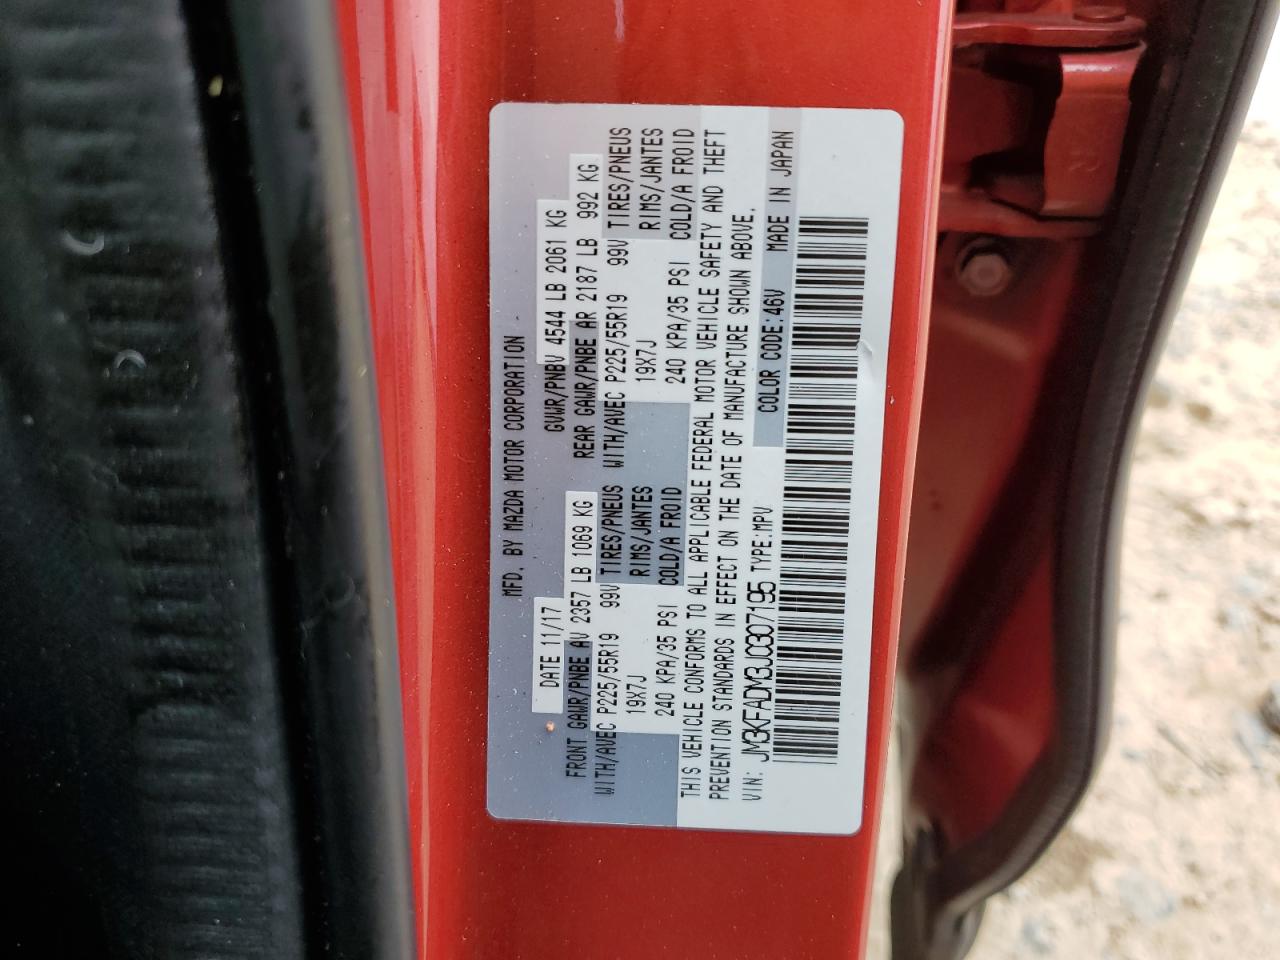 MFD. BY MAZDA MOTOR CORPORATION
DATE 11/17 GVWR/PNBV 4544 LB 2061 KG
FRONT GAWR/PNBE AV 2357 LB 1069 KG REAR GAWR/PNBE AR 2187 LB 992 KG
WITH/AVEC P225/55R19 99V TIRES/PNEUS WITH/AVEC P225/55R19 99V TIRES/PNEUS
19X7J RIMS/JANTES 19X7J RIMS/JANTES
240 KPA/35 PSI COLD/A FROID 240 KPA/35 PSI COLD/A FROID
THIS VEHICLE CONFORMS TO ALL APPLICABLE FEDERAL MOTOR VEHICLE SAFETY AND THEFT
PREVENTION STANDARDS IN EFFECT ON THE DATE OF MANUFACTURE SHOWN ABOVE.
VIN: JM3KFADM3J0307195 TYPE:MPV COLOR CODE:46V MADE IN JAPAN